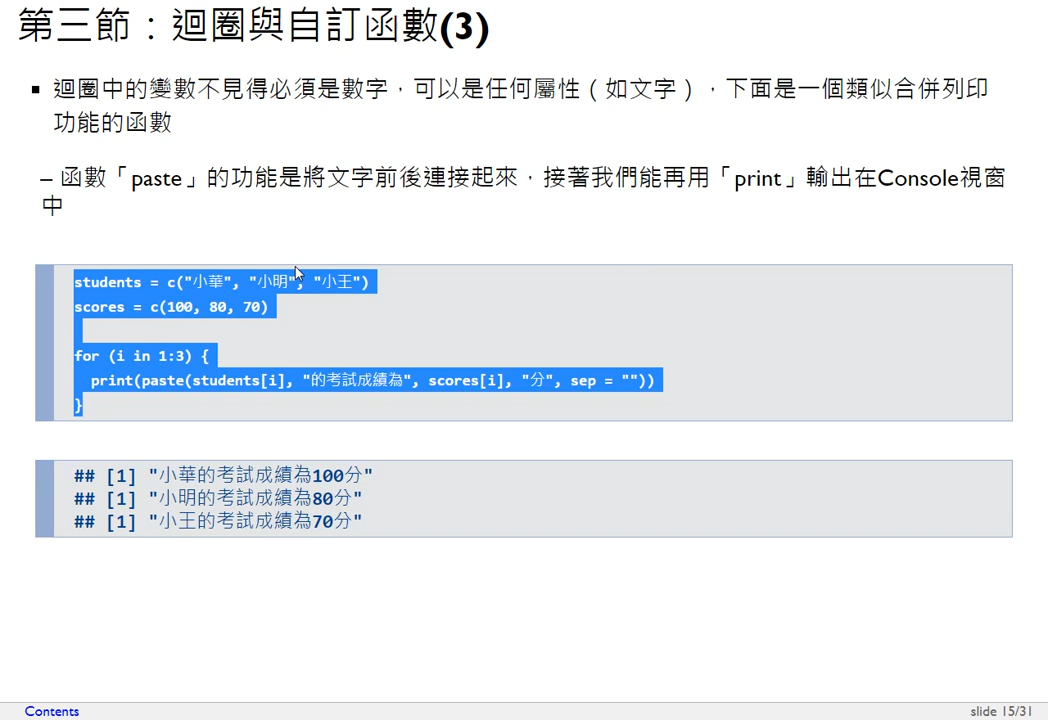 第三節：迴圈與自訂函數(3)
迴圈中的變數不見得必須是數字，可以是任何屬性（如文字），下面是一個類似合併列印
功能的函數
– 函數「paste」的功能是將文字前後連接起來，接著我們能再用「print」輸出在Console視窗
中
students = c("小華", "小明", "小王")
scores = c(100, 80, 70)
for (i in 1:3) {
  print(paste(students[i], "的考試成績為", scores[i], "分", sep = ""))
}
## [1] "小華的考試成績為100分"
## [1] "小明的考試成績為80分"
## [1] "小王的考試成績為70分"
Contents
slide 15/31